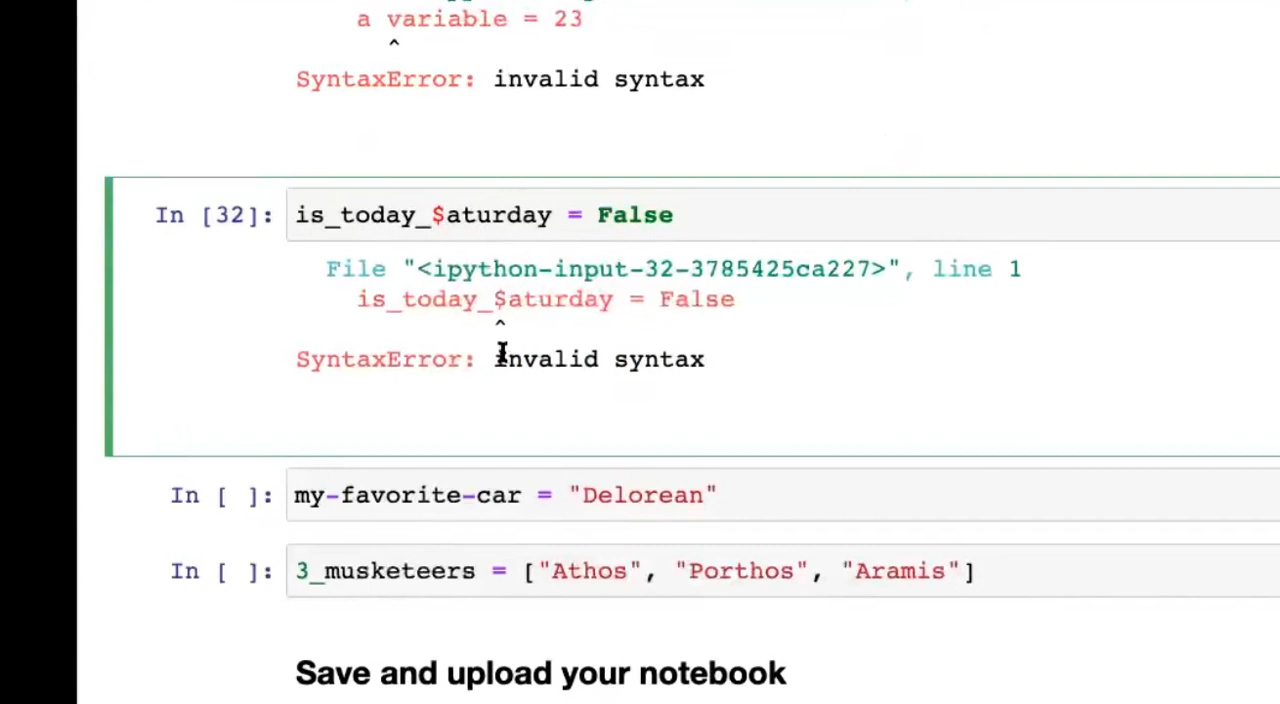 a variable = 23
^
SyntaxError: invalid syntax
In [32]: is_today_$aturday = False
File "<ipython-input-32-3785425ca227>", line 1
is_today_$aturday = False
^
SyntaxError: invalid syntax
In [ ]: my-favorite-car = "Delorean"
In [ ]: 3_musketeers = ["Athos", "Porthos", "Aramis"]
Save and upload your notebook